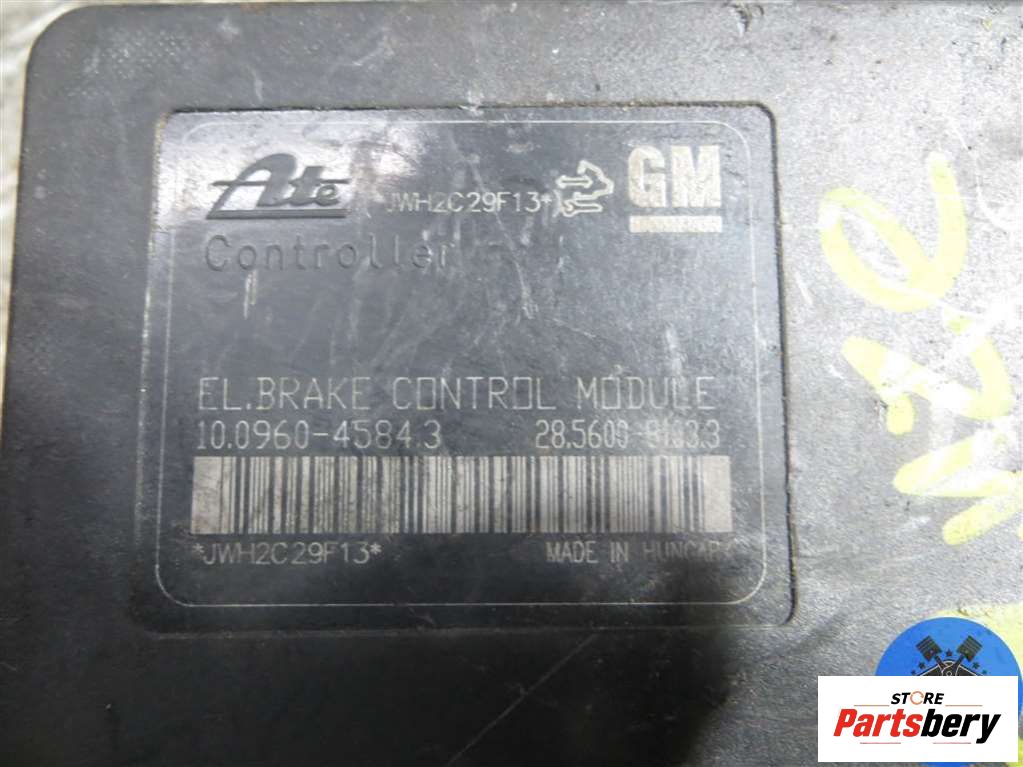 Ate *JWH2C29F13* GM
Controller
EL.BRAKE CONTROL MODULE
10.0960-4584.3
*JWH2C29F13* MADE IN HUNGARY
STORE
Partsbery